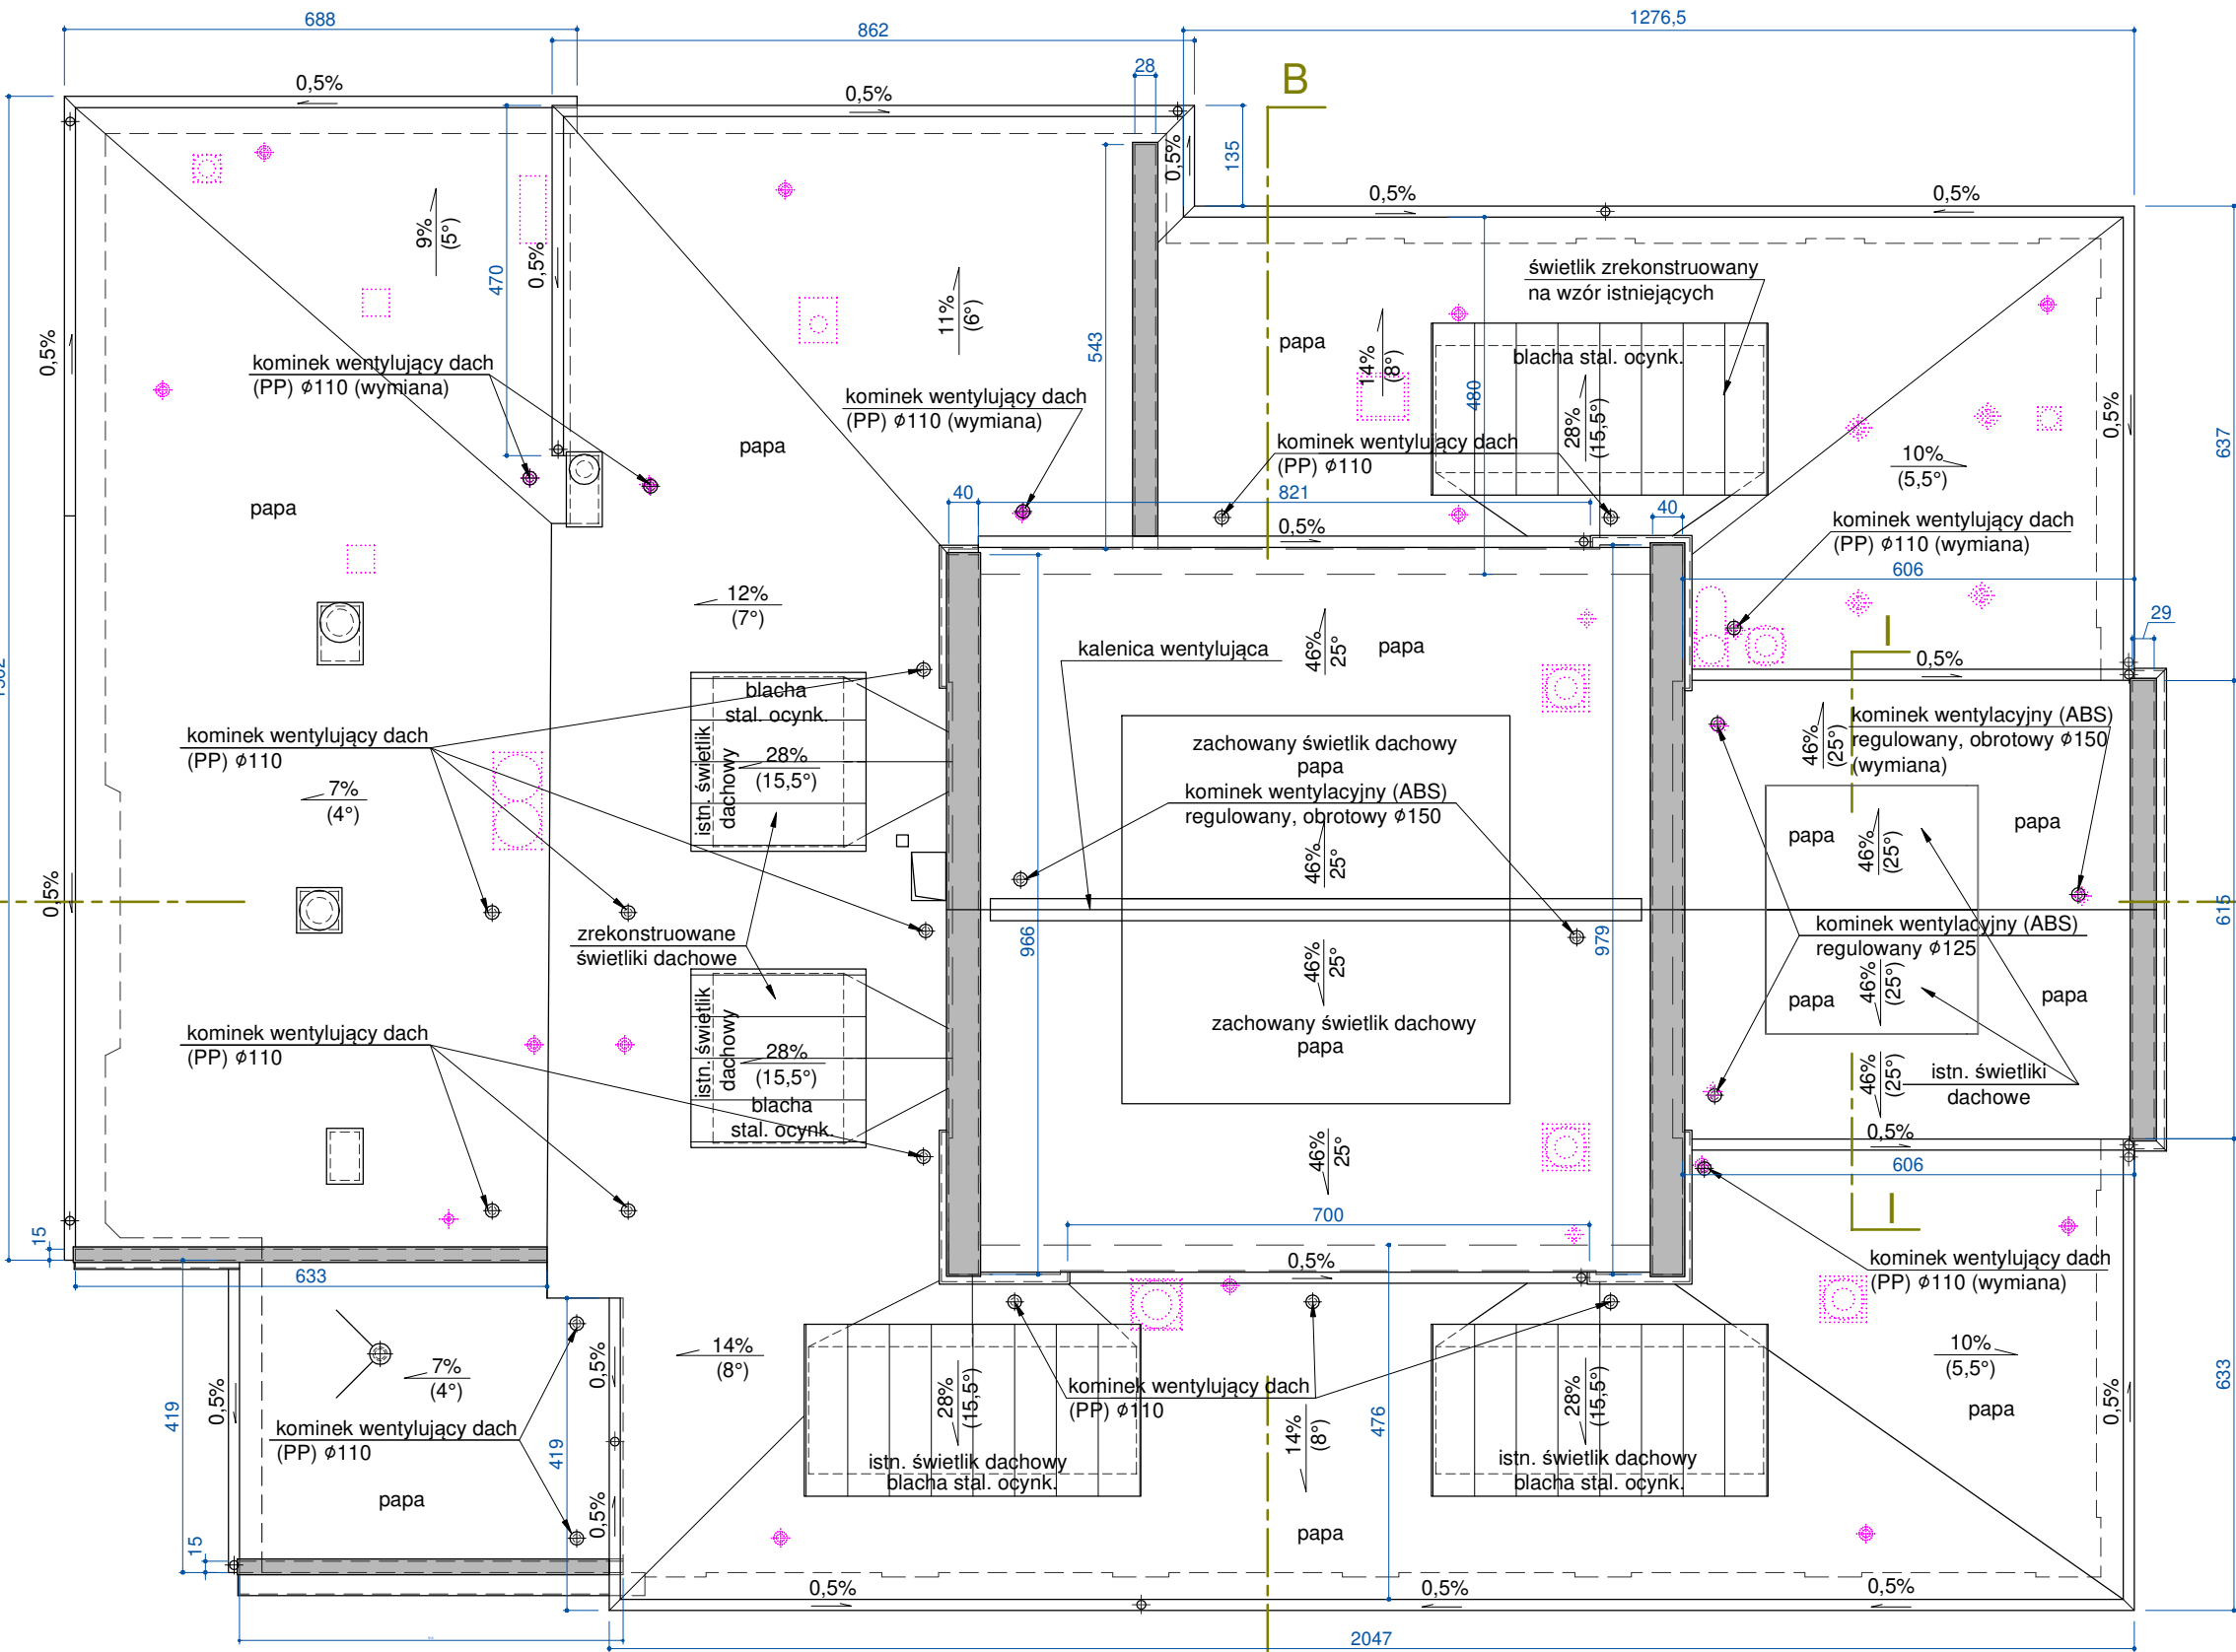 688
862
1276,5
28
B
0,5%
0,5%
0,5%
135
0,5%
0,5%
9%
(5°)
0,5%
470
11%
(6°)
543
świetlik zrekonstruowany
na wzór istniejących
papa
14%
(8°)
480
blacha stal. ocynk.
28%
(15,5°)
0,5%
637
0,5%
kominek wentylujący dach
(PP) ϕ110 (wymiana)
kominek wentylujący dach
(PP) ϕ110 (wymiana)
papa
kominek wentylujący dach
(PP) ϕ110
10%
(5,5°)
papa
40
821
40
0,5%
kominek wentylujący dach
(PP) ϕ110 (wymiana)
606
29
12%
(7°)
kalenica wentylująca
46%
25°
papa
0,5%
blacha
stal. ocynk.
istn. świetlik
dachowy
28%
(15,5°)
kominek wentylujący dach
(PP) ϕ110
7%
(4°)
zachowany świetlik dachowy
papa
kominek wentylacyjny (ABS)
regulowany, obrotowy ϕ150
46%
25°
46%
(25°)
kominek wentylacyjny (ABS)
regulowany, obrotowy ϕ150
(wymiana)
papa
46%
(25°)
papa
I
0,5%
zrekonstruowane
świetliki dachowe
966
46%
25°
979
kominek wentylacyjny (ABS)
regulowany ϕ125
615
papa
46%
(25°)
papa
zachowany świetlik dachowy
papa
istn. świetlik
dachowy
28%
(15,5°)
blacha
stal. ocynk.
kominek wentylujący dach
(PP) ϕ110
46%
(25°)
istn. świetliki
dachowe
0,5%
46%
25°
606
I
700
15
633
0,5%
kominek wentylujący dach
(PP) ϕ110 (wymiana)
14%
(8°)
7%
(4°)
0,5%
0,5%
419
kominek wentylujący dach
(PP) ϕ110
419
28%
(15,5°)
kominek wentylujący dach
(PP) ϕ110
476
28%
(15,5°)
10%
(5,5°)
papa
633
0,5%
14%
(8°)
istn. świetlik dachowy
blacha stal. ocynk.
istn. świetlik dachowy
blacha stal. ocynk.
papa
0,5%
papa
15
0,5%
0,5%
0,5%
2047